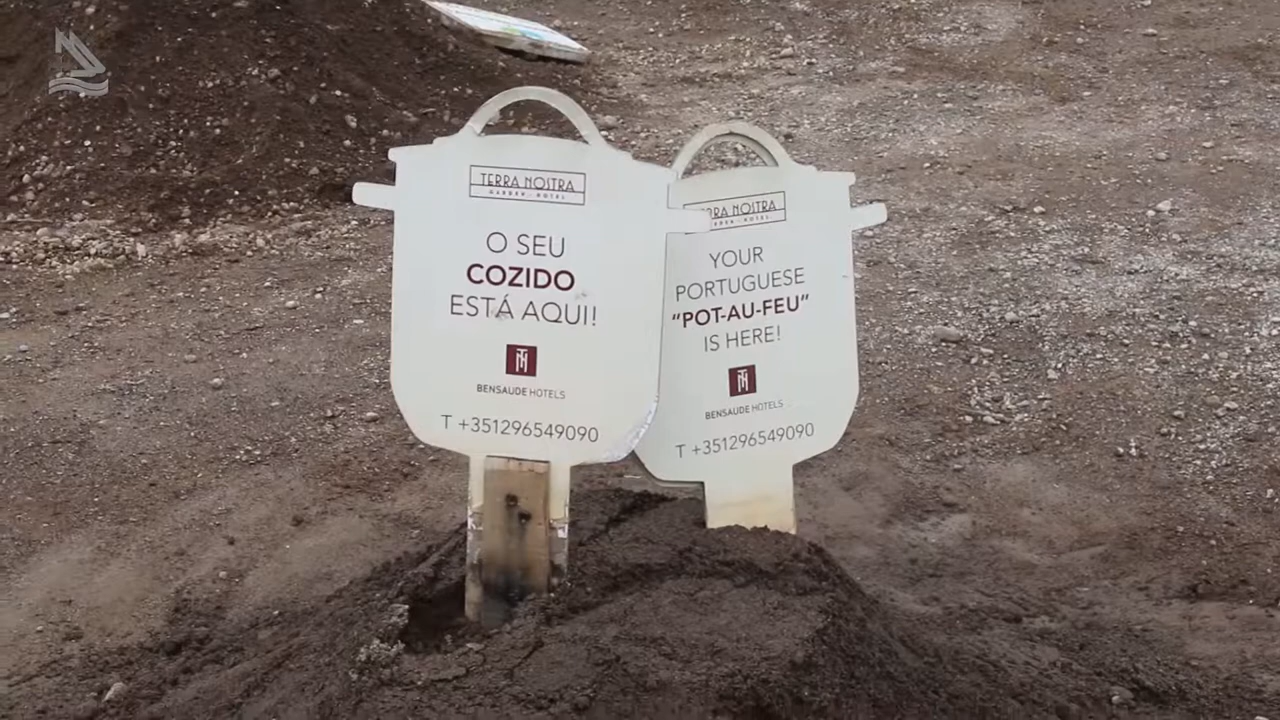 TERRA NOSTRA
GARDEN · HOTEL
O SEU
COZIDO
ESTÁ AQUI!
BENSAUDE HOTELS
T +351296549090
NOSTRA
HOTEL
YOUR
PORTUGUESE
“POT-AU-FEU”
IS HERE!
BENSAUDE HOTELS
T +351296549090